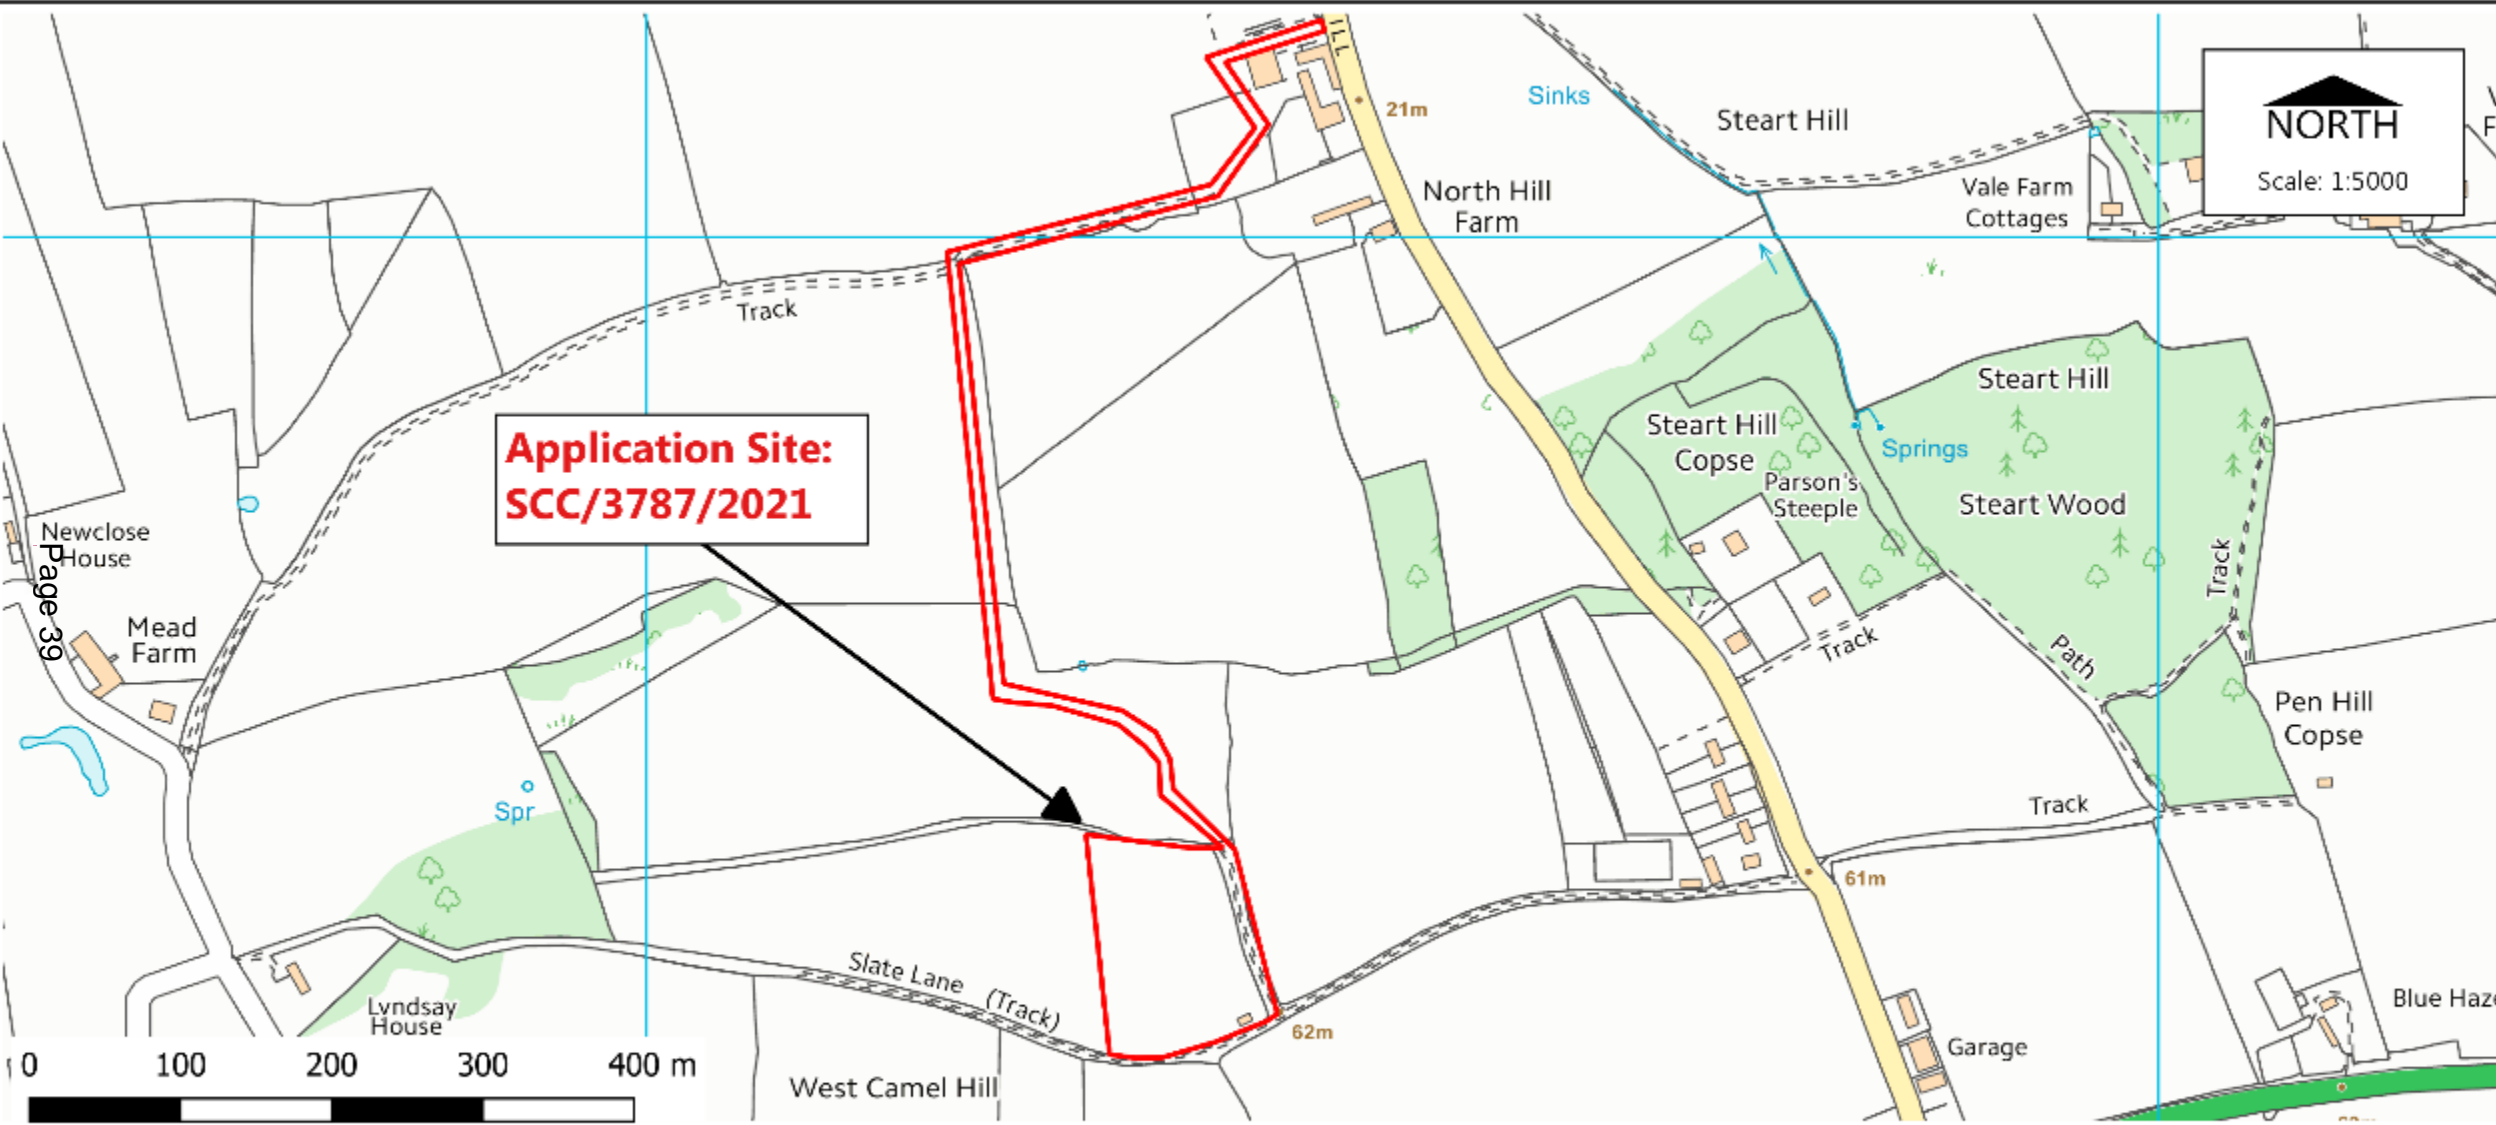 Sinks
21m
Steart Hill
NORTH
Scale: 1:5000
North Hill
Farm
Vale Farm
Cottages
Track
Steart Hill
Application Site:
SCC/3787/2021
Steart Hill
Copse
Springs
Parson's
Steeple
Steart Wood
Newclose
House
Page 39
Mead
Farm
Track
Track
Path
Pen Hill
Copse
Spr
Track
61m
Slate Lane (Track)
Lyndsay
House
62m
Blue Haze
Garage
0 100 200 300 400 m
West Camel Hill